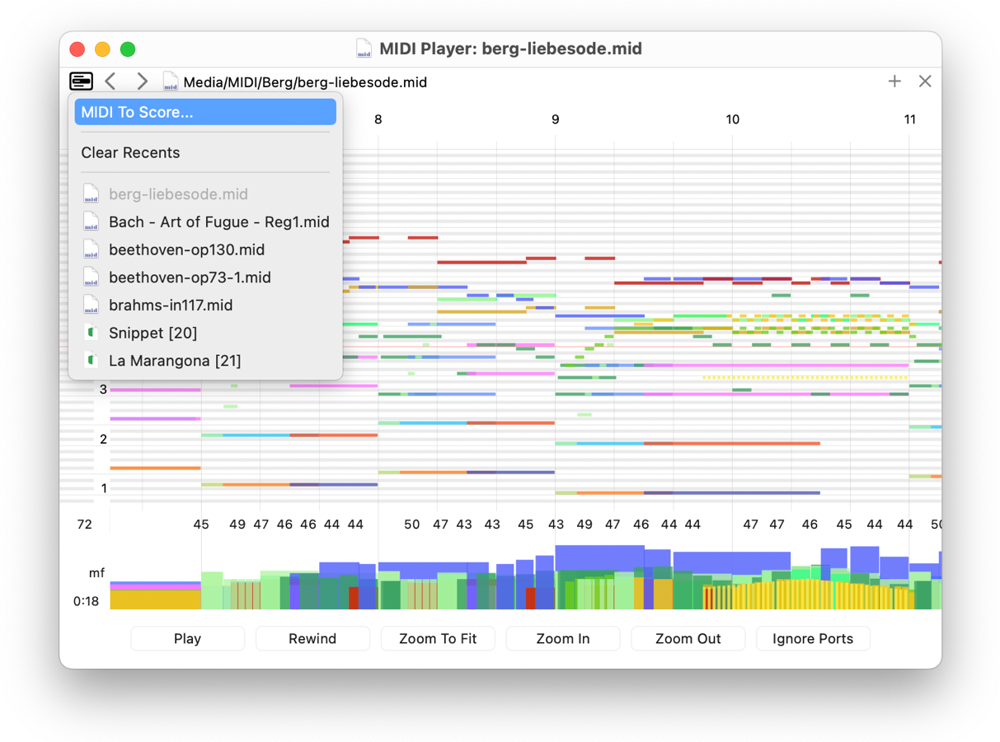 MIDI Player: berg-liebesode.mid
Media/MIDI/Berg/berg-liebesode.mid
MIDI To Score...
Clear Recents
berg-liebesode.mid
Bach - Art of Fugue - Reg1.mid
beethoven-op130.mid
beethoven-op73-1.mid
brahms-in117.mid
Snippet [20]
La Marangona [21]
8 9 10 11
3
2
1
72 45 49 47 46 46 44 44 50 47 43 43 45 43 49 47 46 44 44 47 47 46 45 44 44 50
mf
0:18
Play Rewind Zoom To Fit Zoom In Zoom Out Ignore Ports